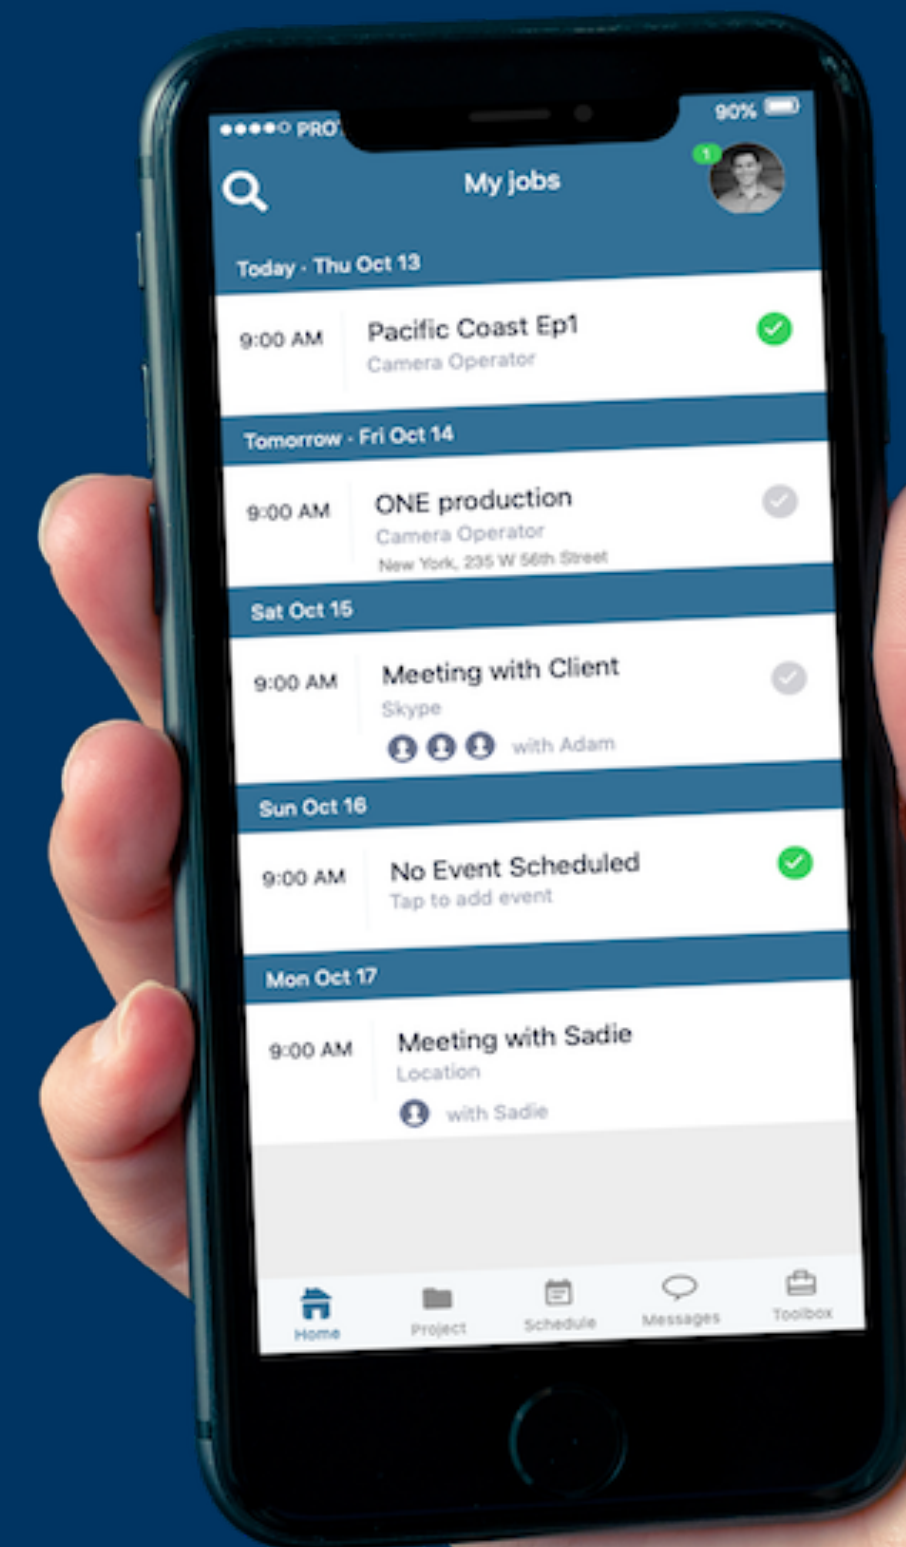 90%
1
My jobs
Today · Thu Oct 13
9:00 AM
Pacific Coast Ep1
Camera Operator
Tomorrow · Fri Oct 14
9:00 AM
ONE production
Camera Operator
New York, 235 W 56th Street
Sat Oct 15
9:00 AM
Meeting with Client
Skype
with Adam
Sun Oct 16
9:00 AM
No Event Scheduled
Tap to add event
Mon Oct 17
9:00 AM
Meeting with Sadie
Location
with Sadie
Home
Project
Schedule
Messages
Toolbox